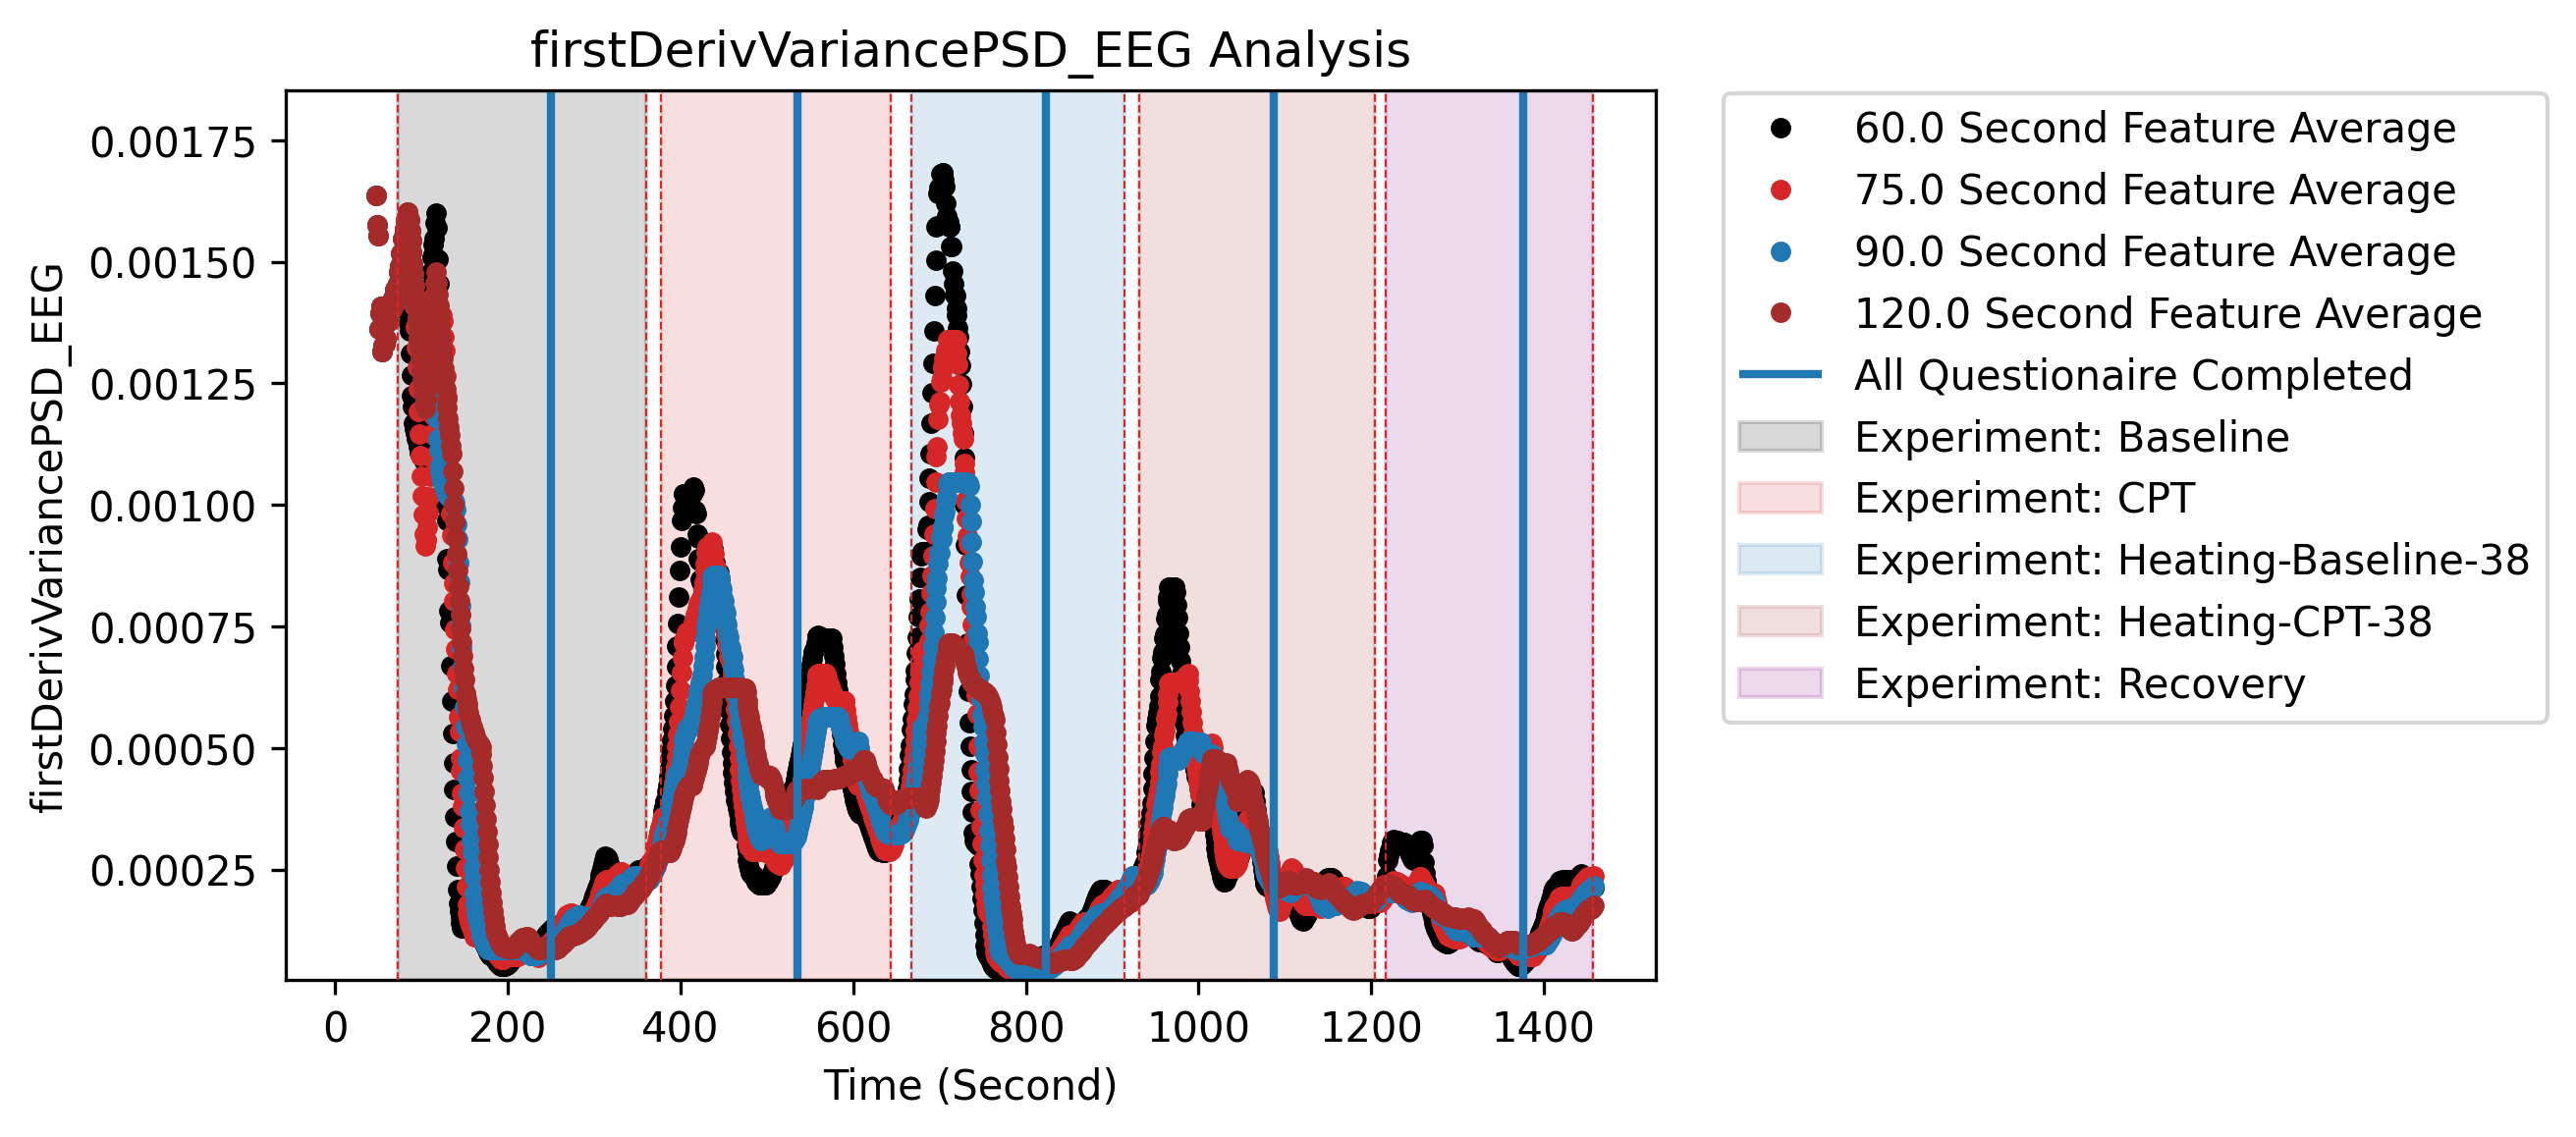 firstDerivVariancePSD_EEG Analysis
firstDerivVariancePSD_EEG
0.00175
0.00150
0.00125
0.00100
0.00075
0.00050
0.00025
0 200 400 600 800 1000 1200 1400
Time (Second)
60.0 Second Feature Average
75.0 Second Feature Average
90.0 Second Feature Average
120.0 Second Feature Average
All Questionaire Completed
Experiment: Baseline
Experiment: CPT
Experiment: Heating-Baseline-38
Experiment: Heating-CPT-38
Experiment: Recovery